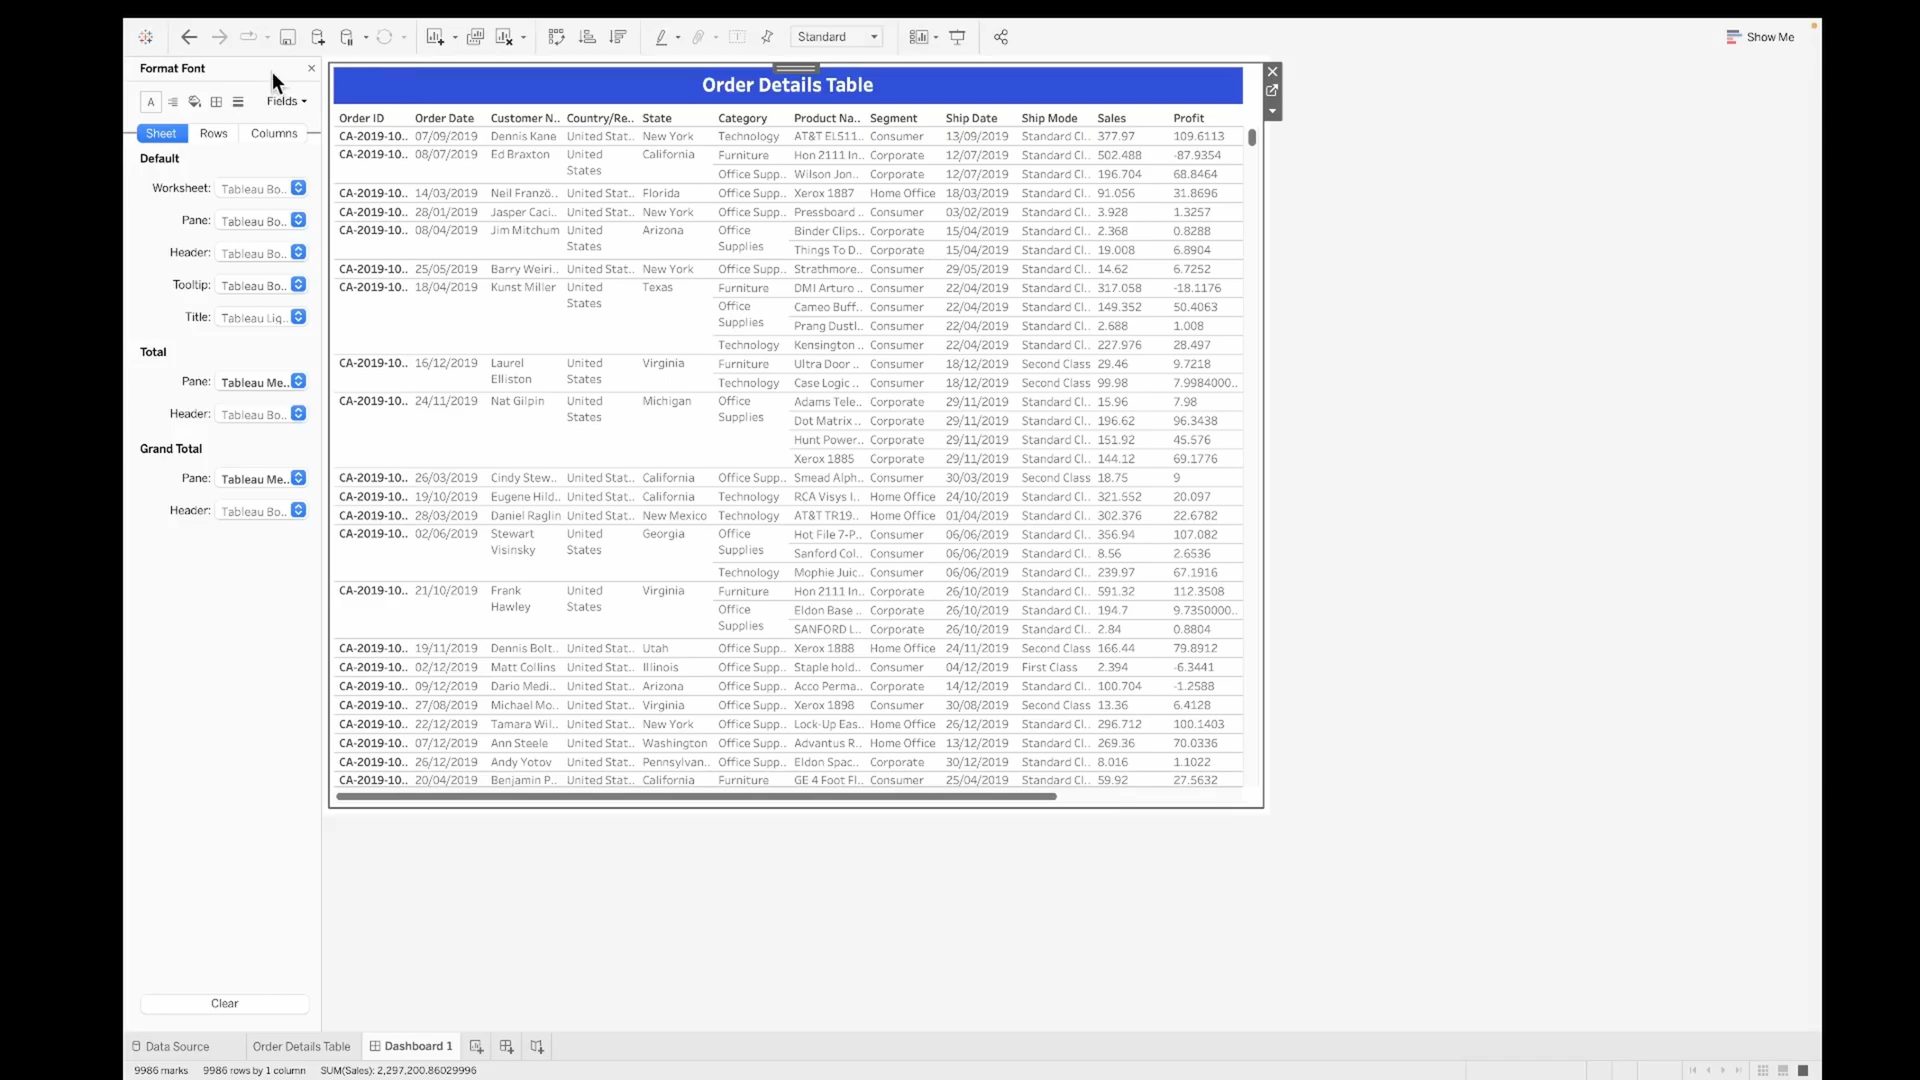 Standard
Show Me
Format Font
A
Fields
Sheet Rows Columns
Default
Worksheet: Tableau Bo..
Pane: Tableau Bo..
Header: Tableau Bo..
Tooltip: Tableau Bo..
Title: Tableau Lig..
Total
Pane: Tableau Me..
Header: Tableau Bo..
Grand Total
Pane: Tableau Me..
Header: Tableau Bo..
Clear
Order Details Table
Order ID Order Date Customer N.. Country/Re.. State Category Product Na.. Segment Ship Date Ship Mode Sales Profit
CA-2019-10.. 07/09/2019 Dennis Kane United Stat.. New York Technology AT&T EL511.. Consumer 13/09/2019 Standard Cl.. 377.97 109.6113
CA-2019-10.. 08/07/2019 Ed Braxton United States California Furniture Hon 2111 In.. Corporate 12/07/2019 Standard Cl.. 502.488 -87.9354
Office Supp.. Wilson Jon.. Corporate 12/07/2019 Standard Cl.. 196.704 68.8464
CA-2019-10.. 14/03/2019 Neil Franzö.. United Stat.. Florida Office Supp.. Xerox 1887 Home Office 18/03/2019 Standard Cl.. 91.056 31.8696
CA-2019-10.. 28/01/2019 Jasper Caci.. United Stat.. New York Office Supp.. Pressboard .. Consumer 03/02/2019 Standard Cl.. 3.928 1.3257
CA-2019-10.. 08/04/2019 Jim Mitchum United States Arizona Office Supplies Binder Clips.. Corporate 15/04/2019 Standard Cl.. 2.368 0.8288
Things To D.. Corporate 15/04/2019 Standard Cl.. 19.008 6.8904
CA-2019-10.. 25/05/2019 Barry Weiri.. United Stat.. New York Office Supp.. Strathmore.. Consumer 29/05/2019 Standard Cl.. 14.62 6.7252
CA-2019-10.. 18/04/2019 Kunst Miller United States Texas Furniture DMI Arturo .. Consumer 22/04/2019 Standard Cl.. 317.058 -18.1176
Office Supplies Cameo Buff.. Consumer 22/04/2019 Standard Cl.. 149.352 50.4063
Prang Dustl.. Consumer 22/04/2019 Standard Cl.. 2.688 1.008
Technology Kensington .. Consumer 22/04/2019 Standard Cl.. 227.976 28.497
CA-2019-10.. 16/12/2019 Laurel Elliston United States Virginia Furniture Ultra Door .. Consumer 18/12/2019 Second Class 29.46 9.7218
Technology Case Logic .. Consumer 18/12/2019 Second Class 99.98 7.9984000..
CA-2019-10.. 24/11/2019 Nat Gilpin United States Michigan Office Supplies Adams Tele.. Corporate 29/11/2019 Standard Cl.. 15.96 7.98
Dot Matrix .. Corporate 29/11/2019 Standard Cl.. 196.62 96.3438
Hunt Power.. Corporate 29/11/2019 Standard Cl.. 151.92 45.576
Xerox 1885 Corporate 29/11/2019 Standard Cl.. 144.12 69.1776
CA-2019-10.. 26/03/2019 Cindy Stew.. United Stat.. California Office Supp.. Smead Alph.. Consumer 30/03/2019 Second Class 18.75 9
CA-2019-10.. 19/10/2019 Eugene Hild.. United Stat.. California Technology RCA Visys I.. Home Office 24/10/2019 Standard Cl.. 321.552 20.097
CA-2019-10.. 28/03/2019 Daniel Raglin United Stat.. New Mexico Technology AT&T TR19.. Home Office 01/04/2019 Standard Cl.. 302.376 22.6782
CA-2019-10.. 02/06/2019 Stewart Visinsky United States Georgia Office Supplies Hot File 7-P.. Consumer 06/06/2019 Standard Cl.. 356.94 107.082
Sanford Col.. Consumer 06/06/2019 Standard Cl.. 8.56 2.6536
Technology Mophie Juic.. Consumer 06/06/2019 Standard Cl.. 239.97 67.1916
CA-2019-10.. 21/10/2019 Frank Hawley United States Virginia Furniture Hon 2111 In.. Corporate 26/10/2019 Standard Cl.. 591.32 112.3508
Office Supplies Eldon Base .. Corporate 26/10/2019 Standard Cl.. 194.7 9.7350000..
SANFORD L.. Corporate 26/10/2019 Standard Cl.. 2.84 0.8804
CA-2019-10.. 19/11/2019 Dennis Bolt.. United Stat.. Utah Office Supp.. Xerox 1888 Home Office 24/11/2019 Second Class 166.44 79.8912
CA-2019-10.. 02/12/2019 Matt Collins United Stat.. Illinois Office Supp.. Staple hold.. Consumer 04/12/2019 First Class 2.394 -6.3441
CA-2019-10.. 09/12/2019 Dario Medi.. United Stat.. Arizona Office Supp.. Acco Perma.. Corporate 14/12/2019 Standard Cl.. 100.704 -1.2588
CA-2019-10.. 27/08/2019 Michael Mo.. United Stat.. Virginia Office Supp.. Xerox 1898 Consumer 30/08/2019 Second Class 13.36 6.4128
CA-2019-10.. 22/12/2019 Tamara Wil.. United Stat.. New York Office Supp.. Lock-Up Eas.. Home Office 26/12/2019 Standard Cl.. 296.712 100.1403
CA-2019-10.. 07/12/2019 Ann Steele United Stat.. Washington Office Supp.. Advantus R.. Home Office 13/12/2019 Standard Cl.. 269.36 70.0336
CA-2019-10.. 26/12/2019 Andy Yotov United Stat.. Pennsylvan.. Office Supp.. Eldon Spac.. Corporate 30/12/2019 Standard Cl.. 8.016 1.1022
CA-2019-10.. 20/04/2019 Benjamin P.. United Stat.. California Furniture GE 4 Foot Fl.. Consumer 25/04/2019 Standard Cl.. 59.92 27.5632
Data Source Order Details Table Dashboard 1
9986 marks 9986 rows by 1 column SUM(Sales): 2,297,200.86029996